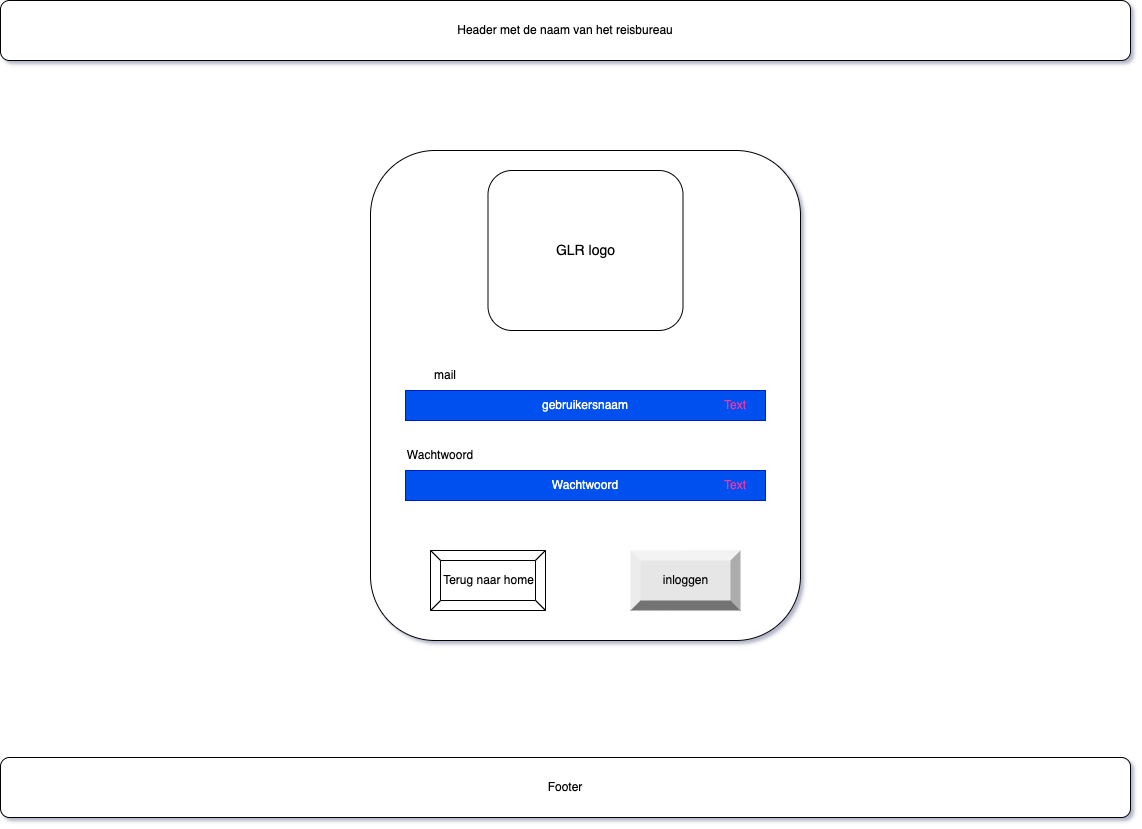 Header met de naam van het reisbureau
GLR logo
mail
gebruikersnaam Text
Wachtwoord
Wachtwoord Text
Terug naar home
inloggen
Footer